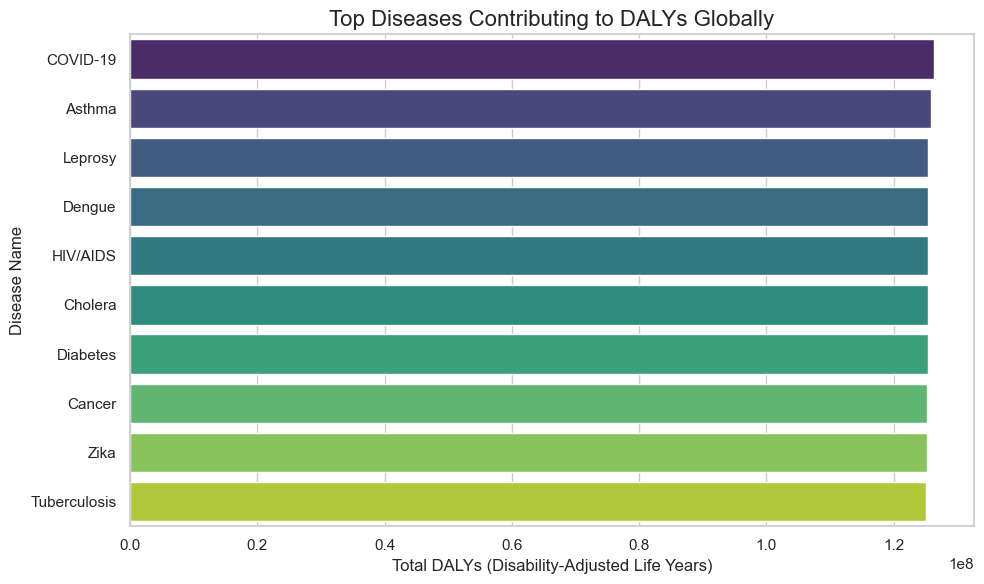 Top Diseases Contributing to DALYs Globally
Disease Name
COVID-19
Asthma
Leprosy
Dengue
HIV/AIDS
Cholera
Diabetes
Cancer
Zika
Tuberculosis
0.0 0.2 0.4 0.6 0.8 1.0 1.2
1e8
Total DALYs (Disability-Adjusted Life Years)